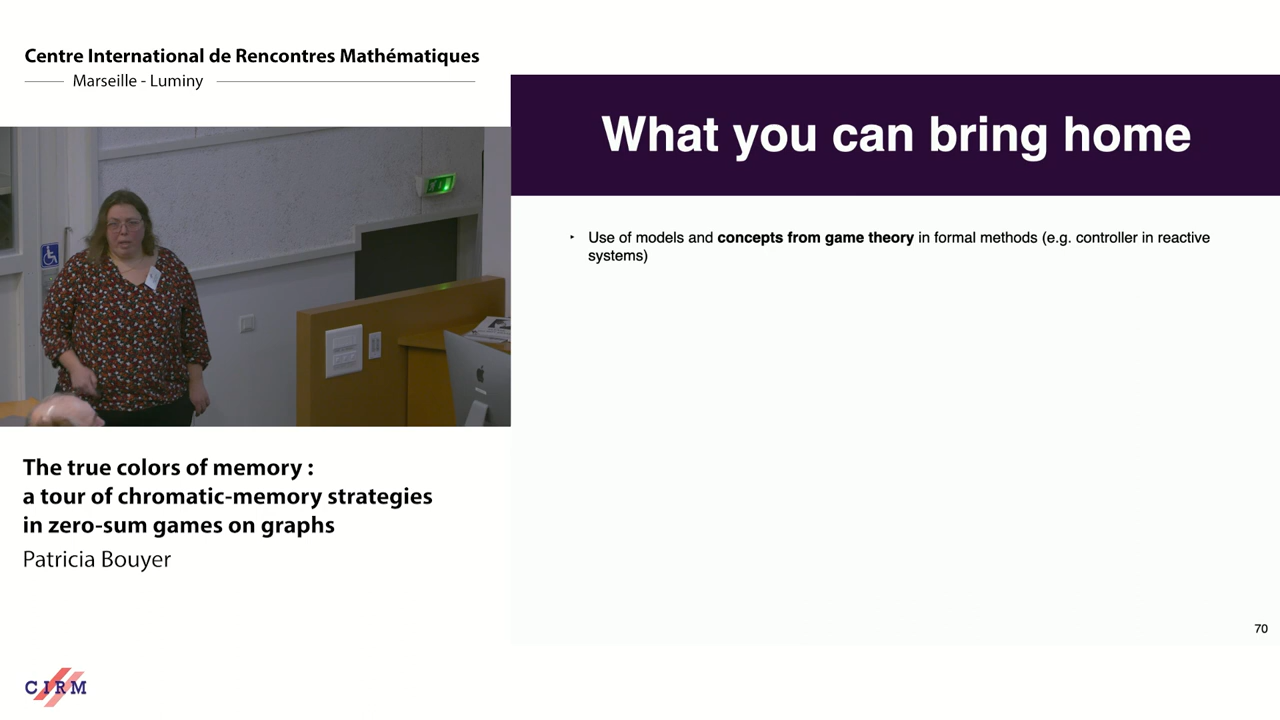 Centre International de Rencontres Mathématiques
Marseille - Luminy
What you can bring home
‣ Use of models and concepts from game theory in formal methods (e.g. controller in reactive
systems)
The true colors of memory :
a tour of chromatic-memory strategies
in zero-sum games on graphs
Patricia Bouyer
70
CIRM